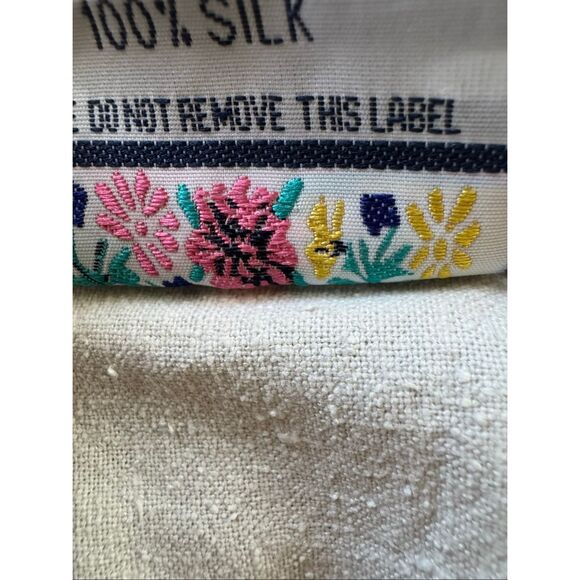 100% SILK
E DO NOT REMOVE THIS LABEL